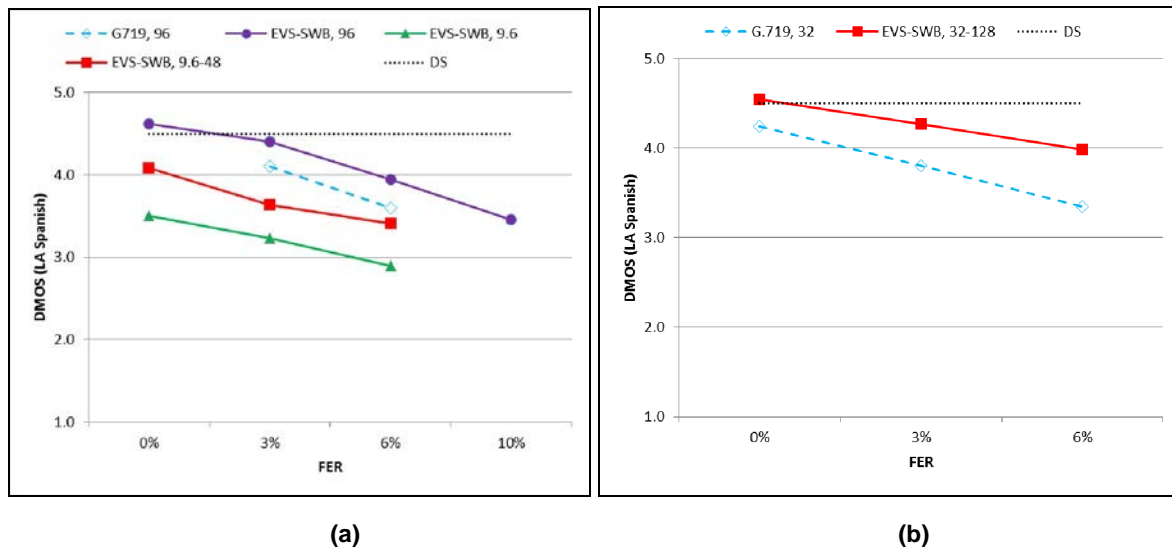 G719, 96
EVS-SWB, 96
EVS-SWB, 9.6
EVS-SWB, 9.6-48
DS
5.0
4.0
3.0
2.0
1.0
DMOS (LA Spanish)
0%
3%
6%
10%
FER
(a)
G.719, 32
EVS-SWB, 32-128
DS
5.0
4.0
3.0
2.0
1.0
DMOS (LA Spanish)
0%
3%
6%
FER
(b)